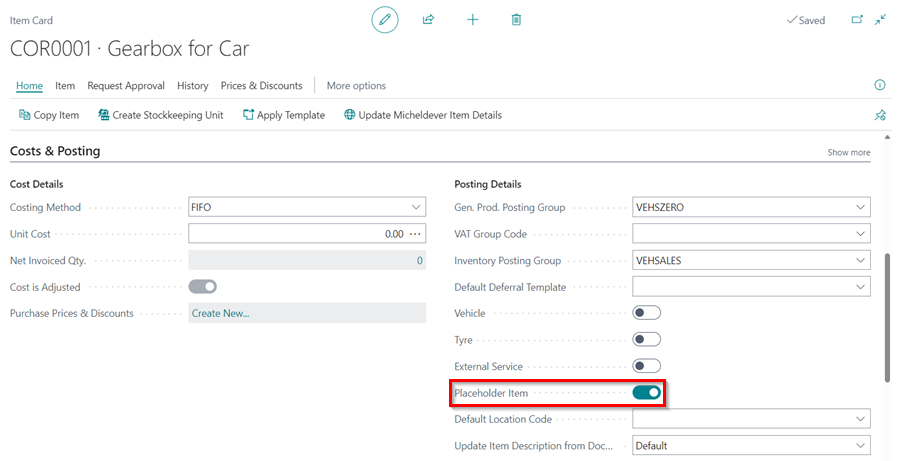 Item Card
Saved
COR0001 · Gearbox for Car
Home Item Request Approval History Prices & Discounts More options
Copy Item Create Stockkeeping Unit Apply Template Update Micheldever Item Details
Costs & Posting
Show more
Cost Details
Costing Method FIFO
Unit Cost 0.00 ...
Net Invoiced Qty. 0
Cost is Adjusted
Purchase Prices & Discounts Create New...
Posting Details
Gen. Prod. Posting Group VEHSZERO
VAT Group Code
Inventory Posting Group VEHSALES
Default Deferral Template
Vehicle
Tyre
External Service
Placeholder Item
Default Location Code
Update Item Description from Doc... Default